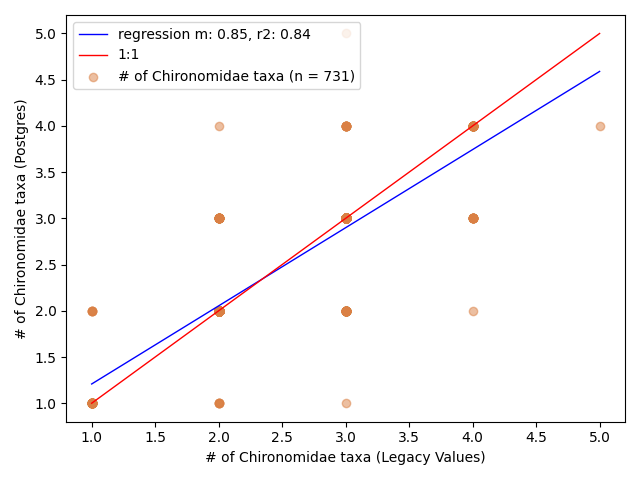 regression m: 0.85, r2: 0.84
1:1
# of Chironomidae taxa (n = 731)
# of Chironomidae taxa (Postgres)
5.0
4.5
4.0
3.5
3.0
2.5
2.0
1.5
1.0
1.0 1.5 2.0 2.5 3.0 3.5 4.0 4.5 5.0
# of Chironomidae taxa (Legacy Values)